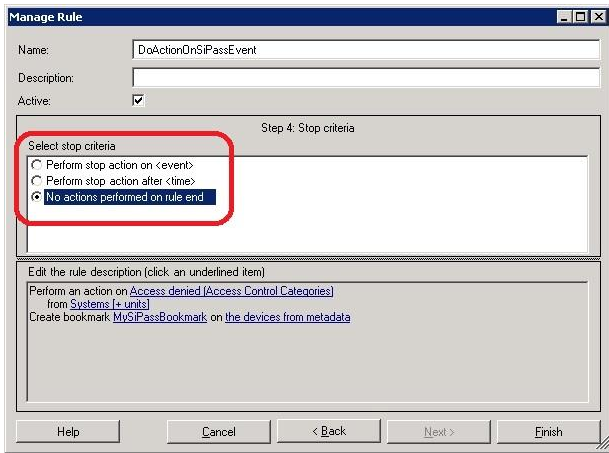 Manage Rule
Name: DoActionOnSiPassEvent
Description:
Active:
Step 4: Stop criteria
Select stop criteria
Perform stop action on <event>
Perform stop action after <time>
No actions performed on rule end
Edit the rule description (click an underlined item)
Perform an action on Access denied (Access Control Categories)
from Systems [+ units]
Create bookmark MySiPassBookmark on the devices from metadata
Help Cancel < Back Next > Finish